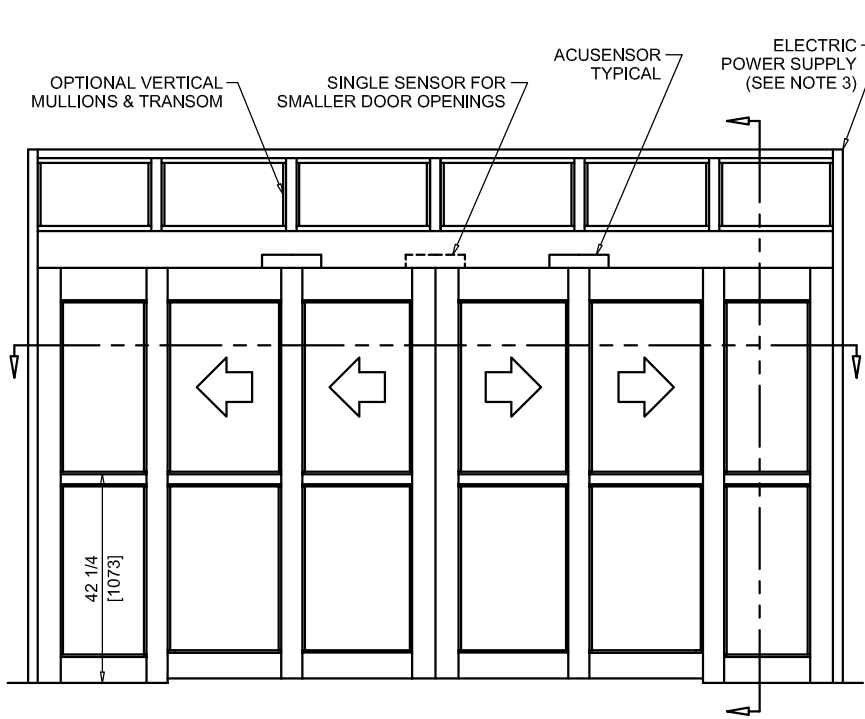 OPTIONAL VERTICAL
MULLIONS & TRANSOM
SINGLE SENSOR FOR
SMALLER DOOR OPENINGS
ACUSENSOR
TYPICAL
ELECTRIC
POWER SUPPLY
(SEE NOTE 3)
42 1/4
[1073]